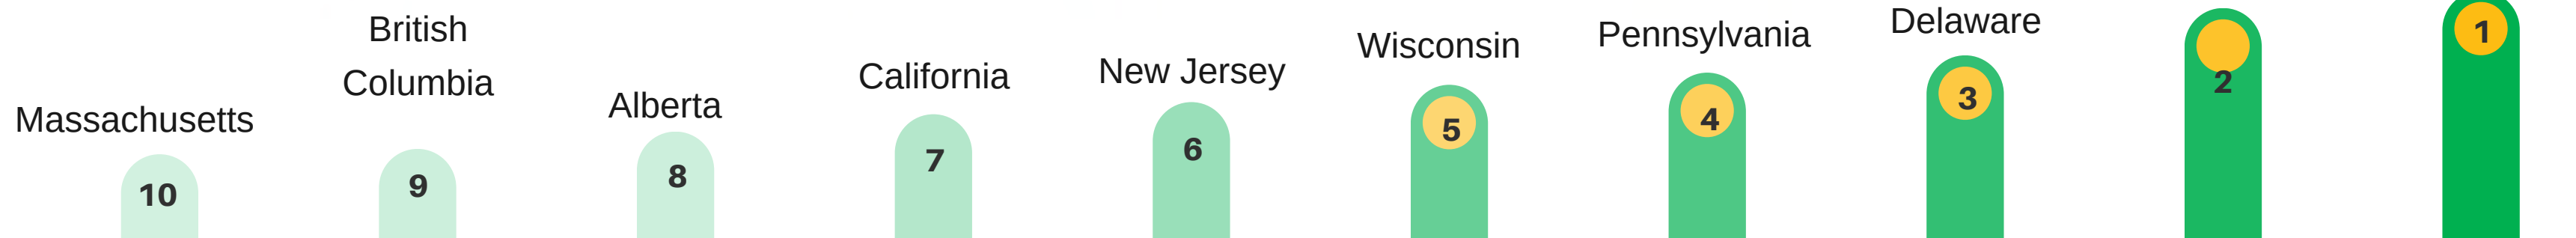 Massachusetts
10
British
Columbia
9
Alberta
8
California
7
New Jersey
6
Wisconsin
5
Pennsylvania
4
Delaware
3
2
1